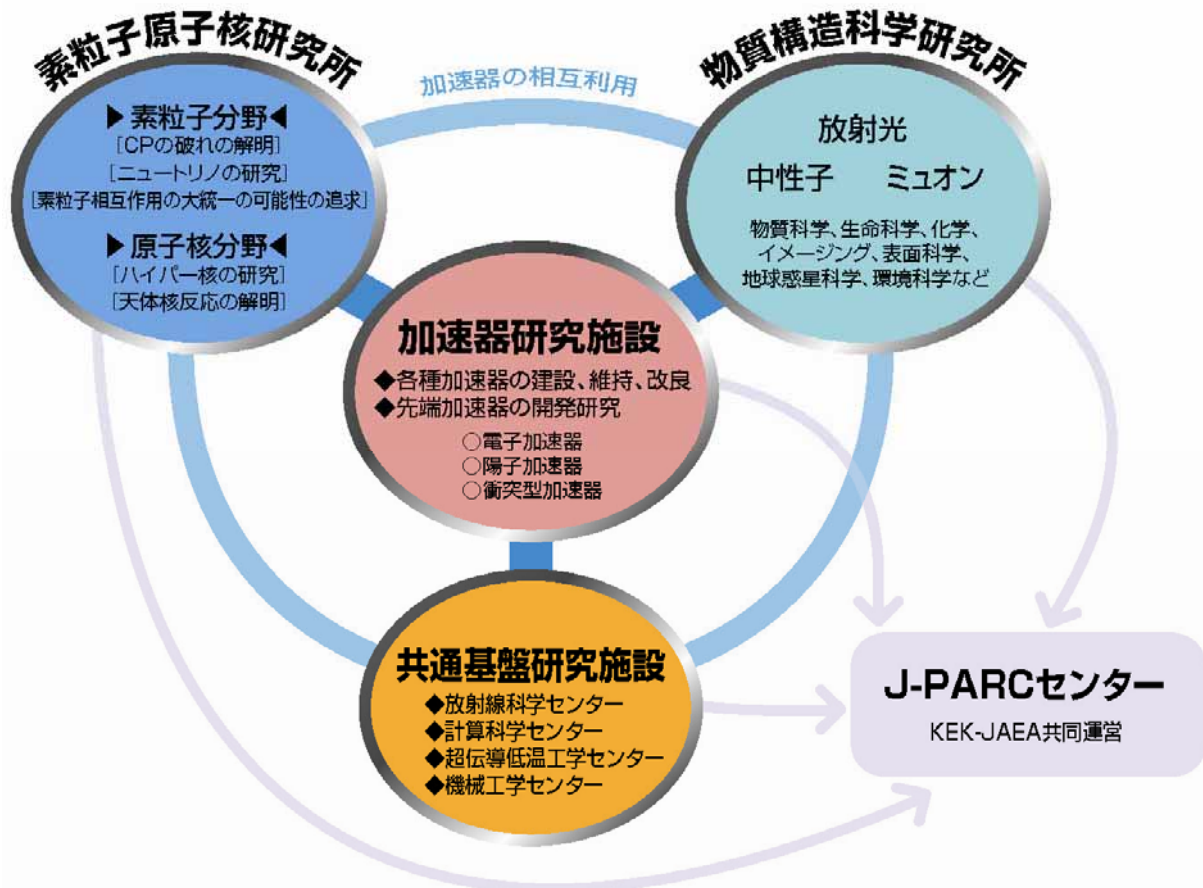 素粒子原子核研究所
▶素粒子分野◀
[CPの破れの解明]
[ニュートリノの研究]
[素粒子相互作用の大統一の可能性の追求]
▶原子核分野◀
[ハイパー核の研究]
[天体核反応の解明]
加速器の相互利用
物質構造科学研究所
放射光
中性子 ミュオン
物質科学、生命科学、化学、
イメージング、表面科学、
地球惑星科学、環境科学など
加速器研究施設
◆各種加速器の建設、維持、改良
◆先端加速器の開発研究
○電子加速器
○陽子加速器
○衝突型加速器
共通基盤研究施設
◆放射線科学センター
◆計算科学センター
◆超伝導低温工学センター
◆機械工学センター
J-PARCセンター
KEK-JAEA共同運営